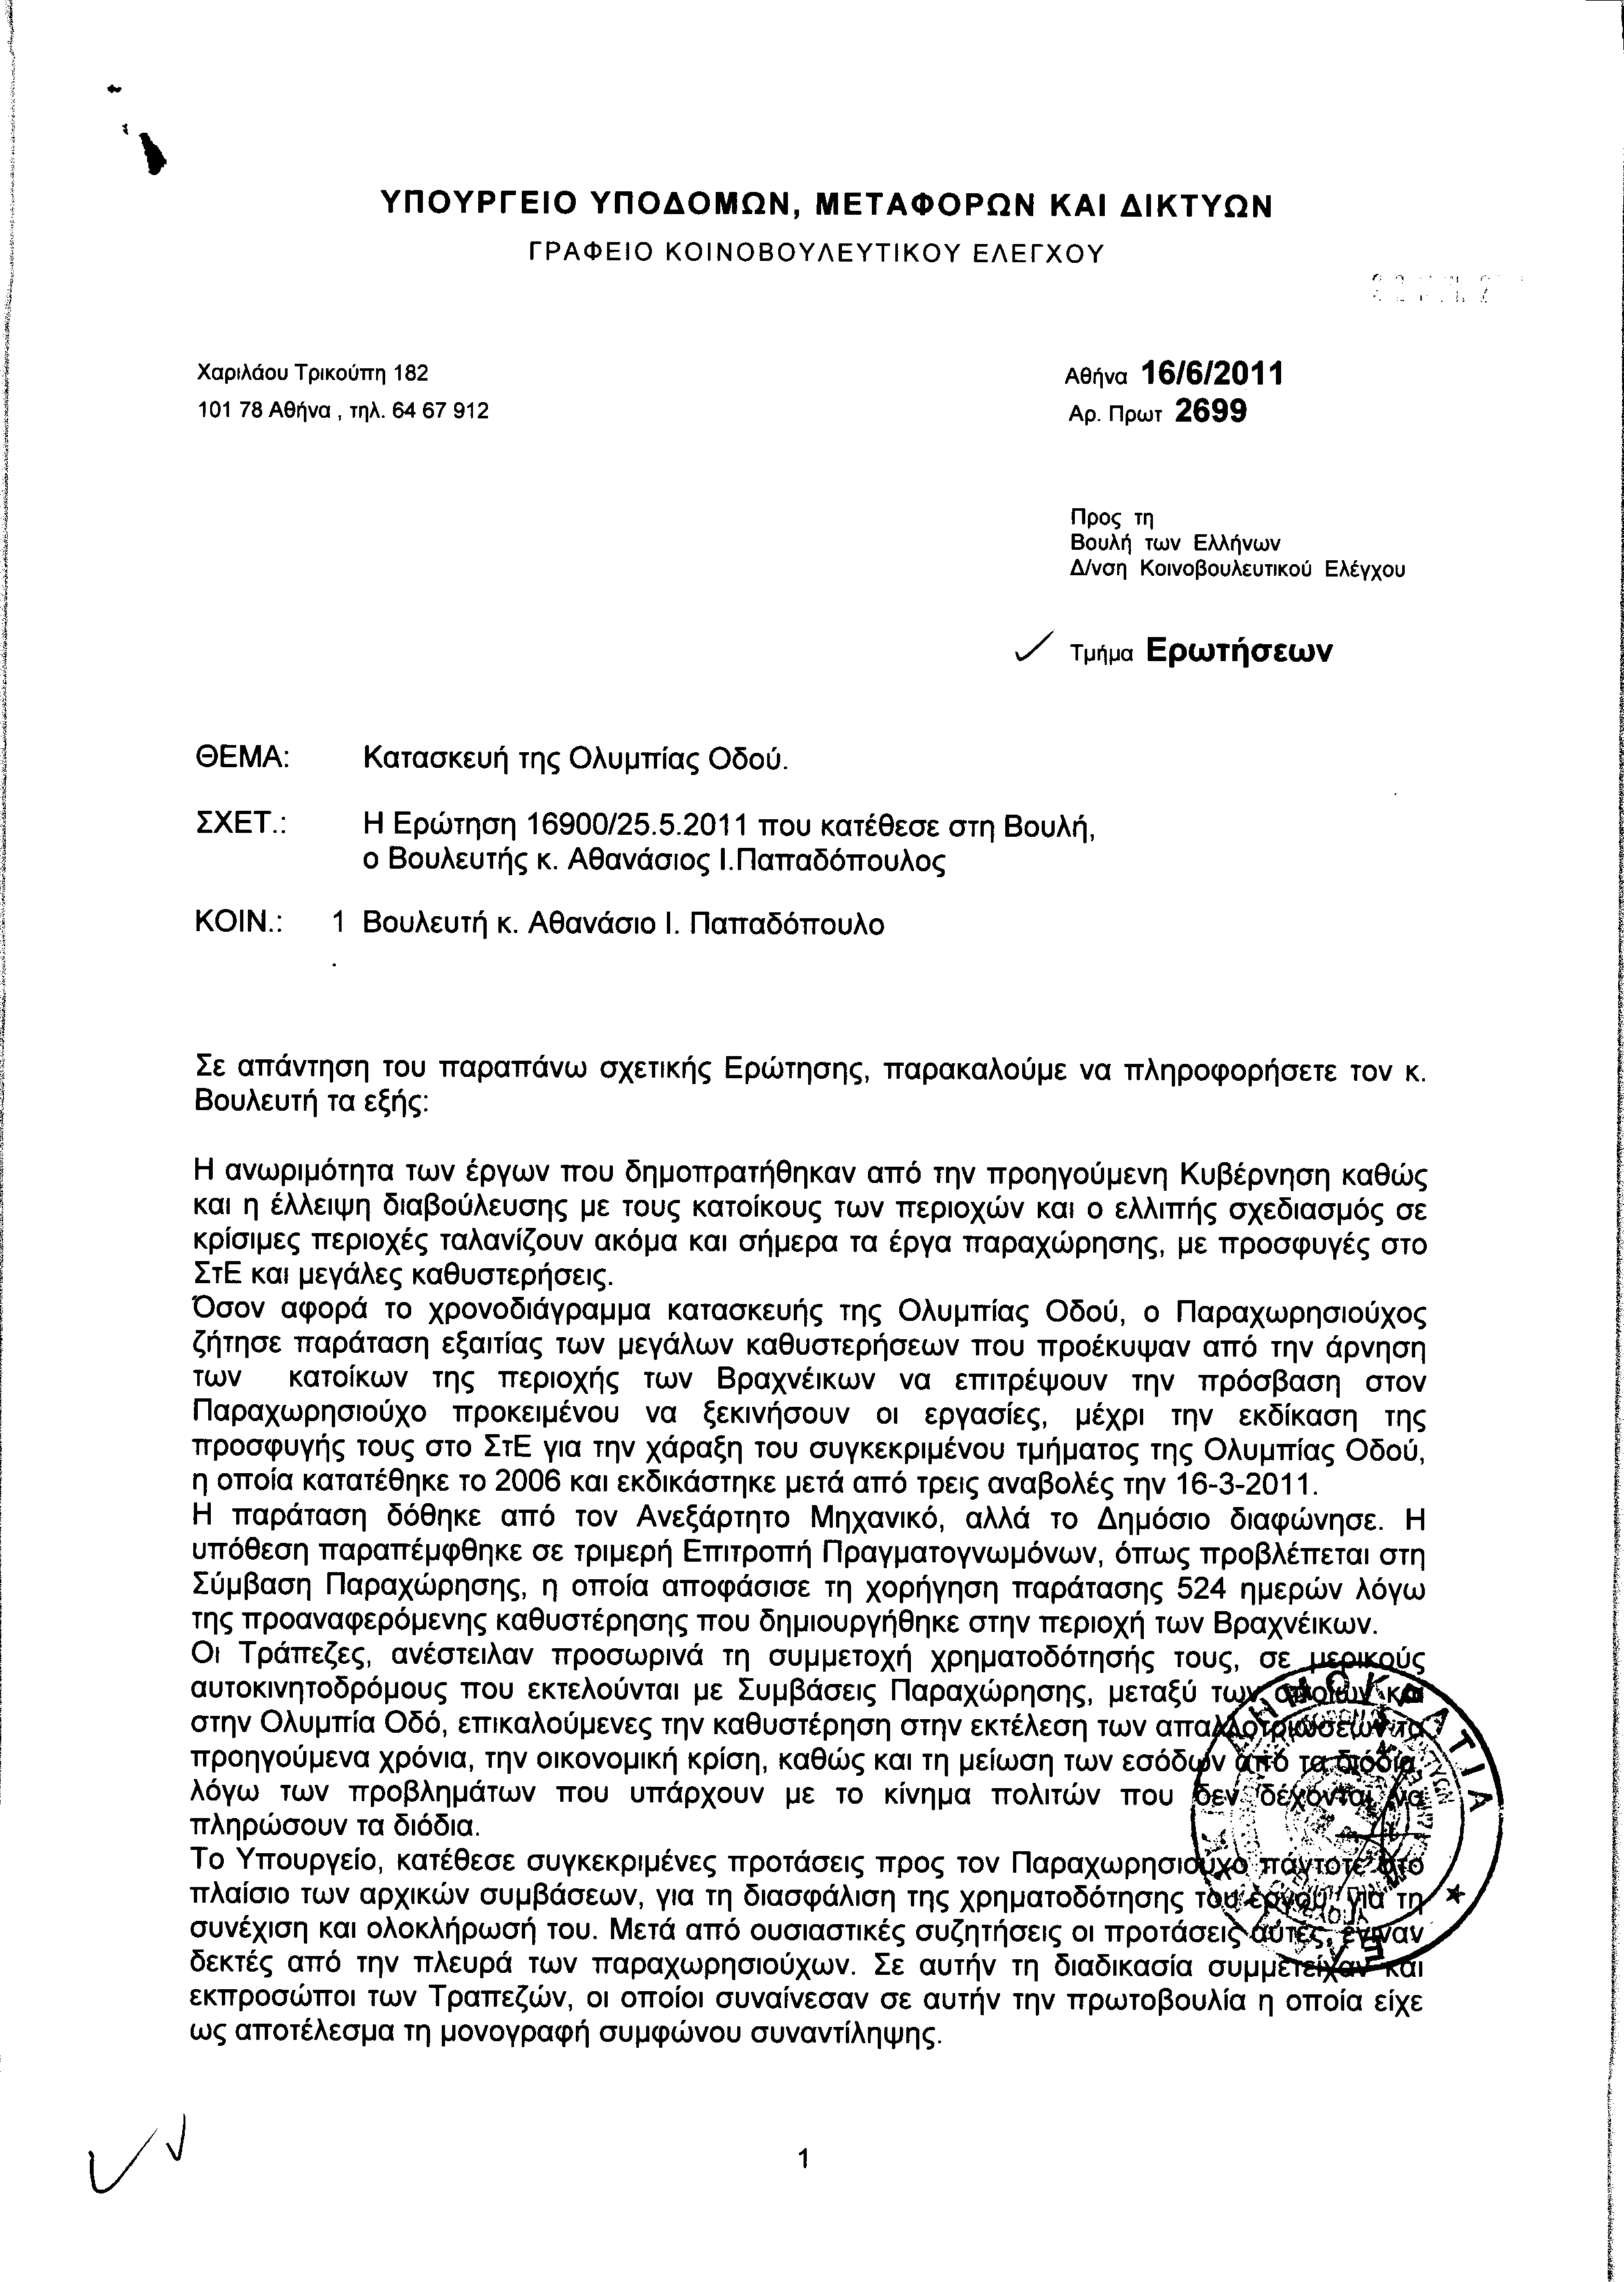 ΥΠΟΥΡΓΕΙΟ ΥΠΟΔΟΜΩΝ, ΜΕΤΑΦΟΡΩΝ ΚΑΙ ΔΙΚΤΥΩΝ
ΓΡΑΦΕΙΟ ΚΟΙΝΟΒΟΥΛΕΥΤΙΚΟΥ ΕΛΕΓΧΟΥ
Χαριλάου Τρικούπη 182
101 78 Αθήνα , τηλ. 64 67 912
Αθήνα 16/6/2011
Αρ. Πρωτ 2699
Προς τη
Βουλή των Ελλήνων
Δ/νση Κοινοβουλευτικού Ελέγχου
Τμήμα Ερωτήσεων
ΘΕΜΑ: Κατασκευή της Ολυμπίας Οδού.
ΣΧΕΤ.: Η Ερώτηση 16900/25.5.2011 που κατέθεσε στη Βουλή,
ο Βουλευτής κ. Αθανάσιος Ι.Παπαδόπουλος
ΚΟΙΝ.: 1 Βουλευτή κ. Αθανάσιο Ι. Παπαδόπουλο
Σε απάντηση του παραπάνω σχετικής Ερώτησης, παρακαλούμε να πληροφορήσετε τον κ.
Βουλευτή τα εξής:
Η ανωριμότητα των έργων που δημοπρατήθηκαν από την προηγούμενη Κυβέρνηση καθώς
και η έλλειψη διαβούλευσης με τους κατοίκους των περιοχών και ο ελλιπής σχεδιασμός σε
κρίσιμες περιοχές ταλανίζουν ακόμα και σήμερα τα έργα παραχώρησης, με προσφυγές στο
ΣτΕ και μεγάλες καθυστερήσεις.
Όσον αφορά το χρονοδιάγραμμα κατασκευής της Ολυμπίας Οδού, ο Παραχωρησιούχος
ζήτησε παράταση εξαιτίας των μεγάλων καθυστερήσεων που προέκυψαν από την άρνηση
των κατοίκων της περιοχής των Βραχνέικων να επιτρέψουν την πρόσβαση στον
Παραχωρησιούχο προκειμένου να ξεκινήσουν οι εργασίες, μέχρι την εκδίκαση της
προσφυγής τους στο ΣτΕ για την χάραξη του συγκεκριμένου τμήματος της Ολυμπίας Οδού,
η οποία κατατέθηκε το 2006 και εκδικάστηκε μετά από τρεις αναβολές την 16-3-2011.
Η παράταση δόθηκε από τον Ανεξάρτητο Μηχανικό, αλλά το Δημόσιο διαφώνησε. Η
υπόθεση παραπέμφθηκε σε τριμερή Επιτροπή Πραγματογνωμόνων, όπως προβλέπεται στη
Σύμβαση Παραχώρησης, η οποία αποφάσισε τη χορήγηση παράτασης 524 ημερών λόγω
της προαναφερόμενης καθυστέρησης που δημιουργήθηκε στην περιοχή των Βραχνέικων.
Οι Τράπεζες, ανέστειλαν προσωρινά τη συμμετοχή χρηματοδότησής τους, σε μερικούς
αυτοκινητοδρόμους που εκτελούνται με Συμβάσεις Παραχώρησης, μεταξύ των οποίων και
στην Ολυμπία Οδό, επικαλούμενες την καθυστέρηση στην εκτέλεση των απαλλοτριώσεων τα
προηγούμενα χρόνια, την οικονομική κρίση, καθώς και τη μείωση των εσόδων από τα διόδια
λόγω των προβλημάτων που υπάρχουν με το κίνημα πολιτών που δεν δέχονται να
πληρώσουν τα διόδια.
Το Υπουργείο, κατέθεσε συγκεκριμένες προτάσεις προς τον Παραχωρησιούχο πάντοτε στο
πλαίσιο των αρχικών συμβάσεων, για τη διασφάλιση της χρηματοδότησης του έργου για τη
συνέχιση και ολοκλήρωσή του. Μετά από ουσιαστικές συζητήσεις οι προτάσεις αυτές, έγιναν
δεκτές από την πλευρά των παραχωρησιούχων. Σε αυτήν τη διαδικασία συμμετείχαν και
εκπροσώποι των Τραπεζών, οι οποίοι συναίνεσαν σε αυτήν την πρωτοβουλία η οποία είχε
ως αποτέλεσμα τη μονογραφή συμφώνου συναντίληψης.
1